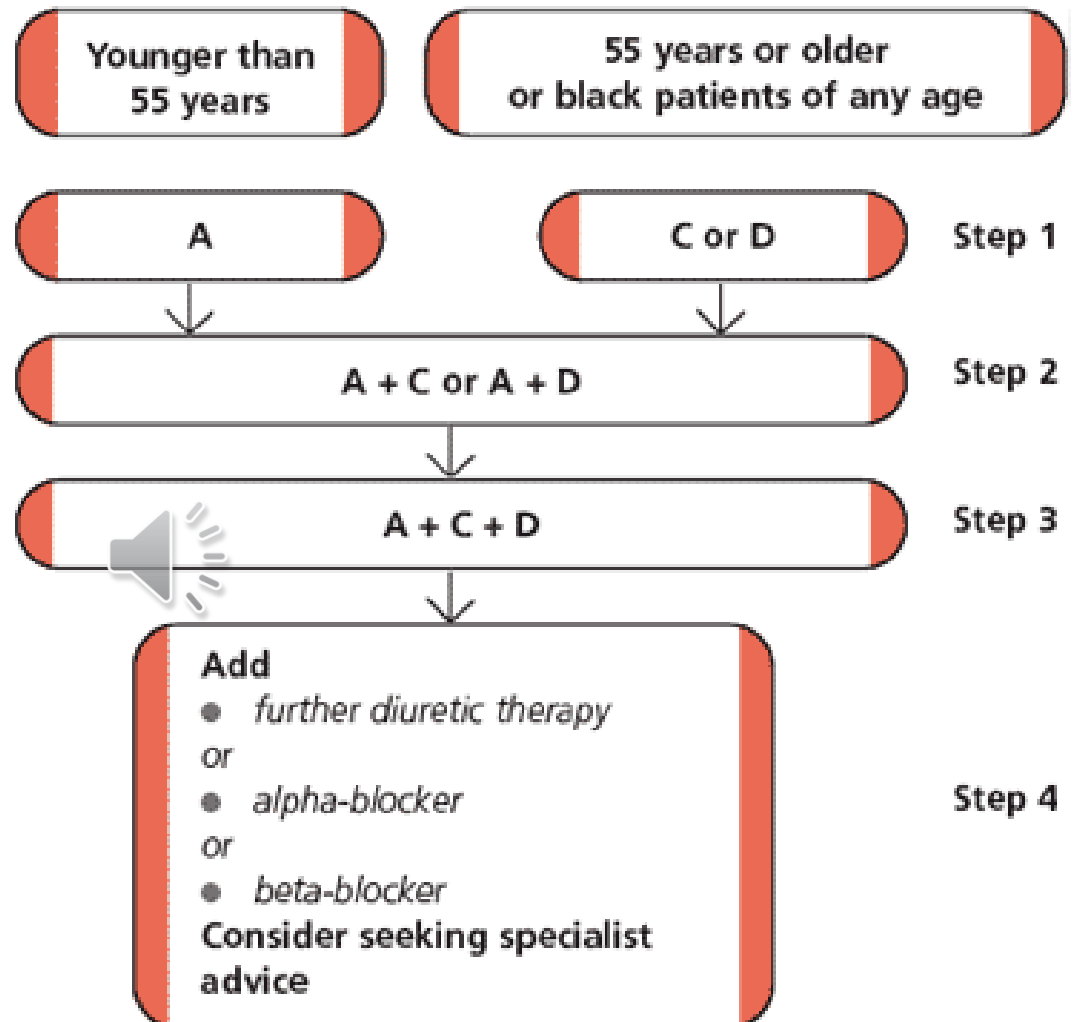 Younger than
55 years
55 years or older
or black patients of any age
A
C or D
Step 1
A + C or A + D
Step 2
A + C + D
Step 3
Add
● further diuretic therapy
or
● alpha-blocker
or
● beta-blocker
Consider seeking specialist
advice
Step 4